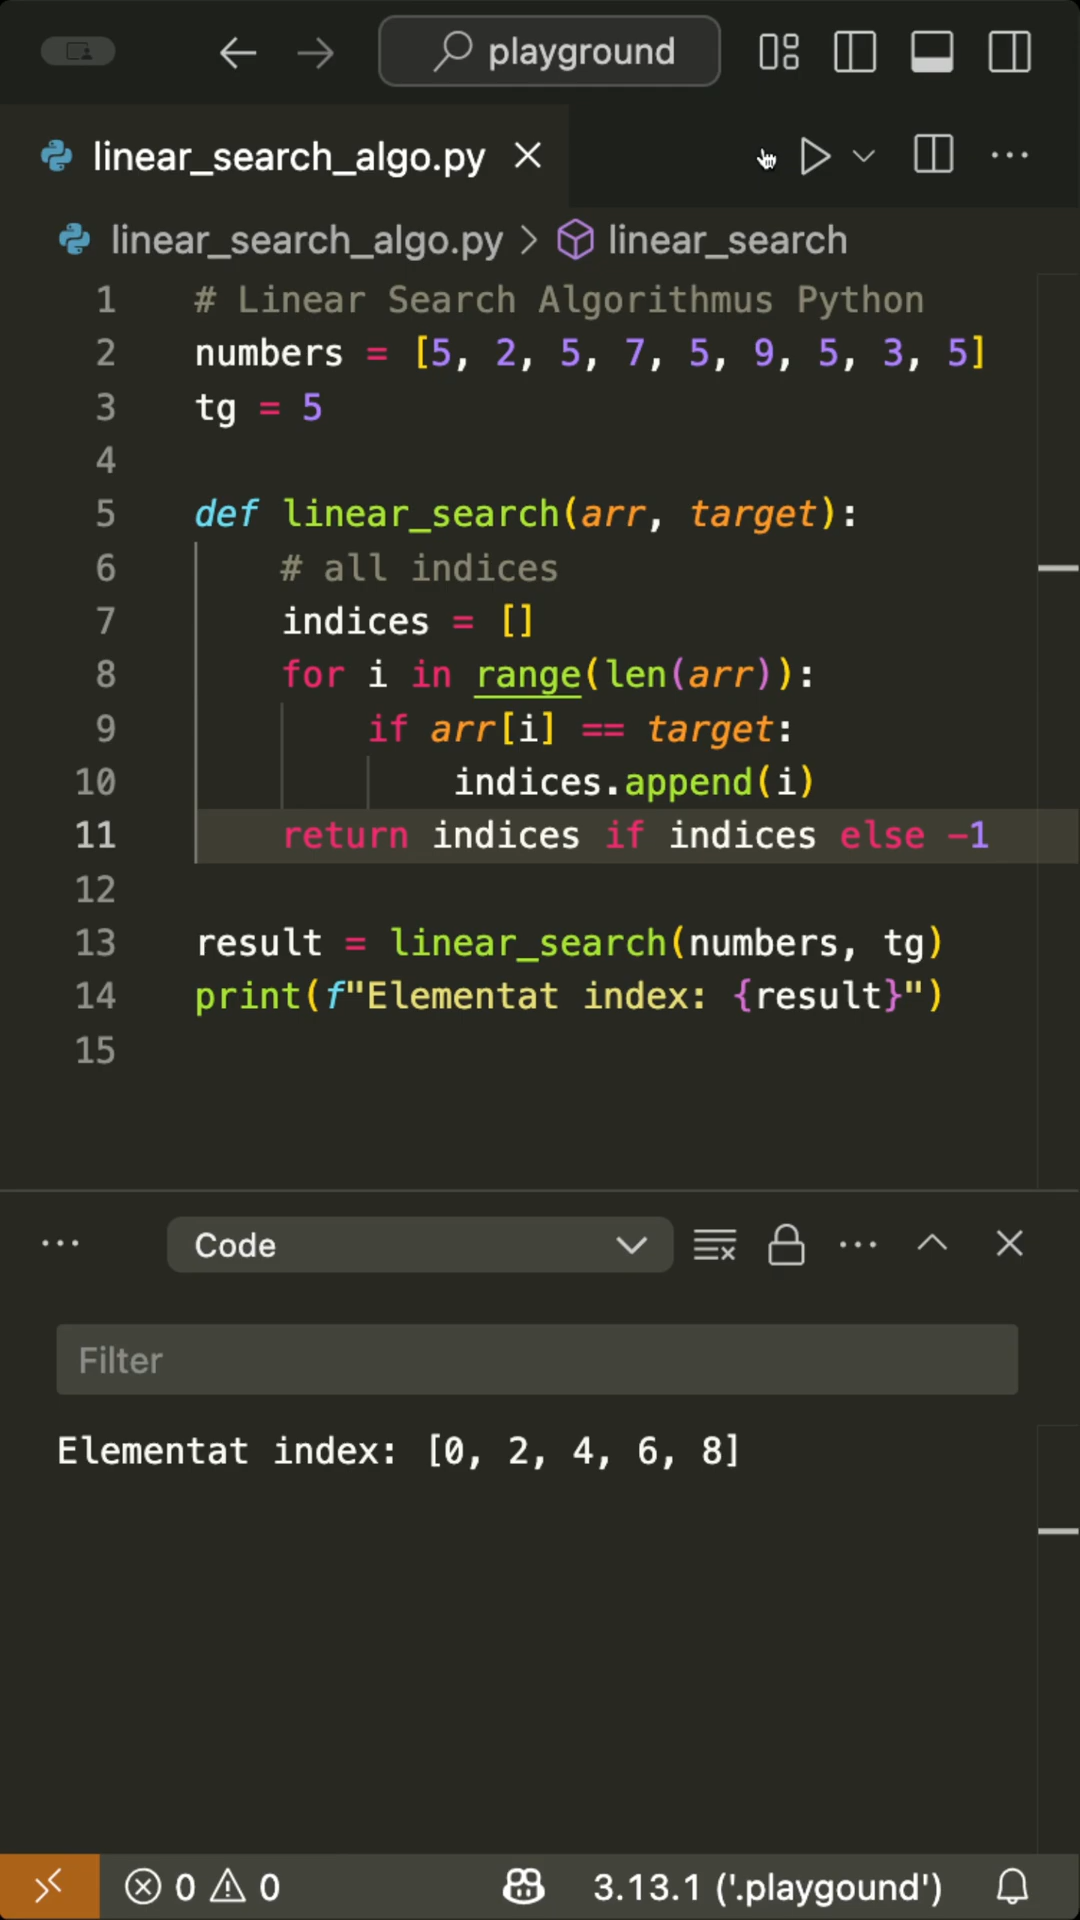 playground
linear_search_algo.py
linear_search_algo.py > linear_search
1 # Linear Search Algorithmus Python
2 numbers = [5, 2, 5, 7, 5, 9, 5, 3, 5]
3 tg = 5
4
5 def linear_search(arr, target):
6     # all indices
7     indices = []
8     for i in range(len(arr)):
9         if arr[i] == target:
10             indices.append(i)
11     return indices if indices else -1
12
13 result = linear_search(numbers, tg)
14 print(f"Elementat index: {result}")
15
Code
Filter
Elementat index: [0, 2, 4, 6, 8]
0 0 3.13.1 ('.playgound')